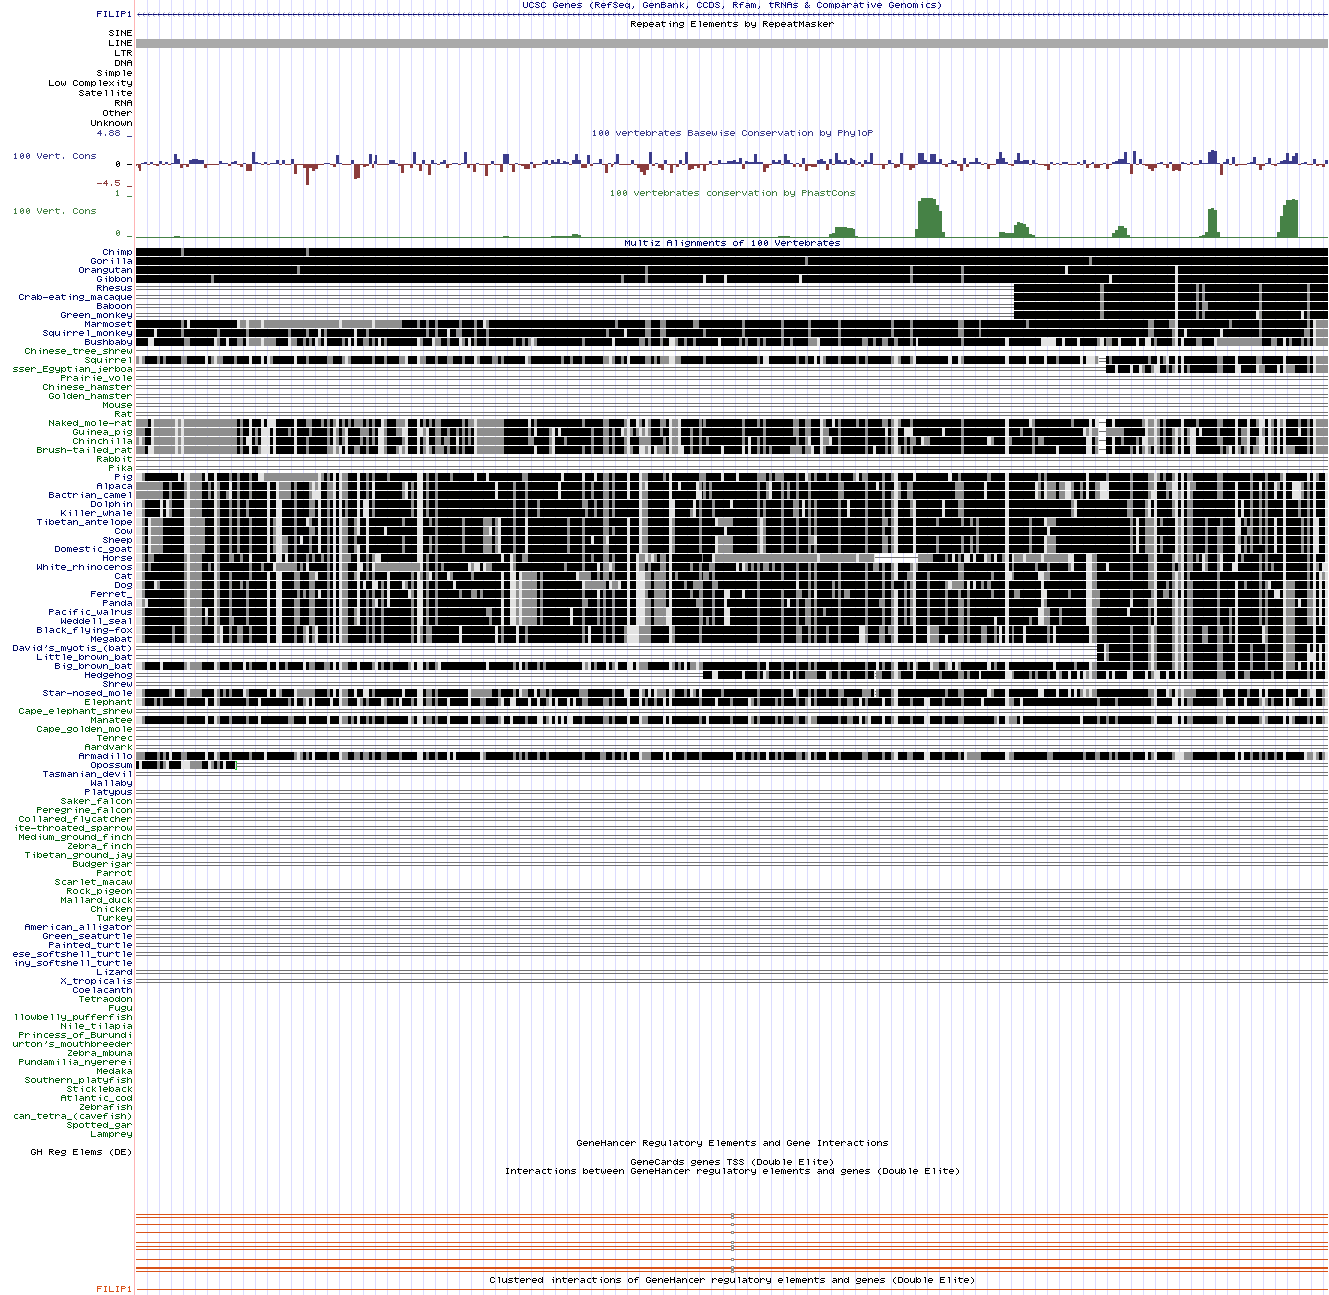 UCSC Genes (RefSeq, GenBank, CCDS, Rfam, tRNAs & Comparative Genomics)
FILIP1
Repeating Elements by RepeatMasker
SINE
LINE
LTR
DNA
Simple
Low Complexity
Satellite
RNA
Other
Unknown
4.88 _
100 vertebrates Basewise Conservation by PhyloP
100 Vert. Cons
0 _
-4.5 _
1 _
100 vertebrates conservation by PhastCons
100 Vert. Cons
0 _
Multiz Alignments of 100 Vertebrates
Chimp
Gorilla
Orangutan
Gibbon
Rhesus
Crab-eating_macaque
Baboon
Green_monkey
Marmoset
Squirrel_monkey
Bushbaby
Chinese_tree_shrew
Squirrel
sser_Egyptian_jerboa
Prairie_vole
Chinese_hamster
Golden_hamster
Mouse
Rat
Naked_mole-rat
Guinea_pig
Chinchilla
Brush-tailed_rat
Rabbit
Pika
Pig
Alpaca
Bactrian_camel
Dolphin
Killer_whale
Tibetan_antelope
Cow
Sheep
Domestic_goat
Horse
White_rhinoceros
Cat
Dog
Ferret_
Panda
Pacific_walrus
Weddell_seal
Black_flying-fox
Megabat
David's_myotis_(bat)
Little_brown_bat
Big_brown_bat
Hedgehog
Shrew
Star-nosed_mole
Elephant
Cape_elephant_shrew
Manatee
Cape_golden_mole
Tenrec
Aardvark
Armadillo
Opossum
Tasmanian_devil
Wallaby
Platypus
Saker_falcon
Peregrine_falcon
Collared_flycatcher
ite-throated_sparrow
Medium_ground_finch
Zebra_finch
Tibetan_ground_jay
Budgerigar
Parrot
Scarlet_macaw
Rock_pigeon
Mallard_duck
Chicken
Turkey
American_alligator
Green_seaturtle
Painted_turtle
ese_softshell_turtle
iny_softshell_turtle
Lizard
X_tropicalis
Coelacanth
Tetraodon
Fugu
llowbelly_pufferfish
Nile_tilapia
Princess_of_Burundi
urton's_mouthbreeder
Zebra_mbuna
Pundamilia_nyererei
Medaka
Southern_platyfish
Stickleback
Atlantic_cod
Zebrafish
can_tetra_(cavefish)
Spotted_gar
Lamprey
GeneHancer Regulatory Elements and Gene Interactions
GH Reg Elems (DE)
GeneCards genes TSS (Double Elite)
Interactions between GeneHancer regulatory elements and genes (Double Elite)
Clustered interactions of GeneHancer regulatory elements and genes (Double Elite)
FILIP1